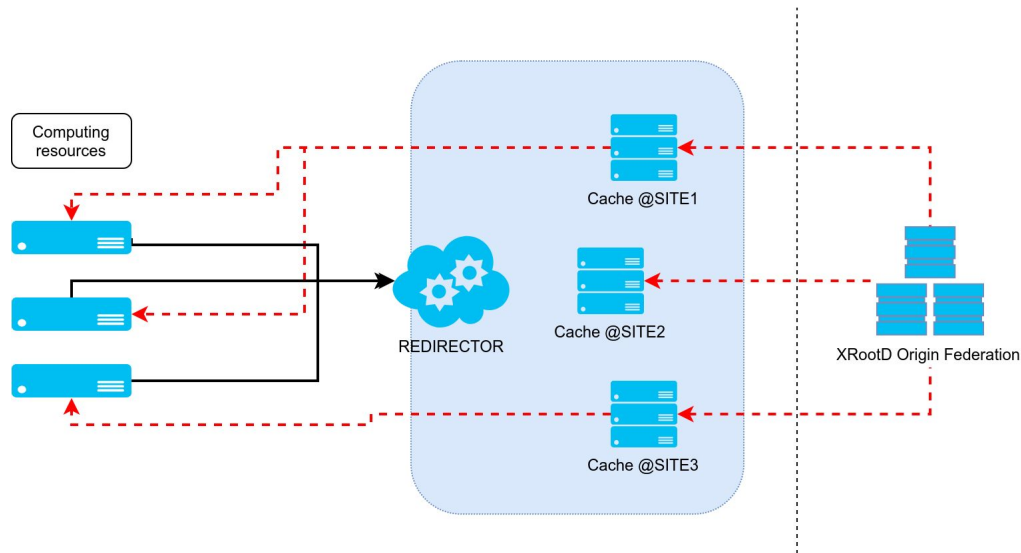 Computing
resources
Cache @SITE1
REDIRECTOR
Cache @SITE2
XRootD Origin Federation
Cache @SITE3